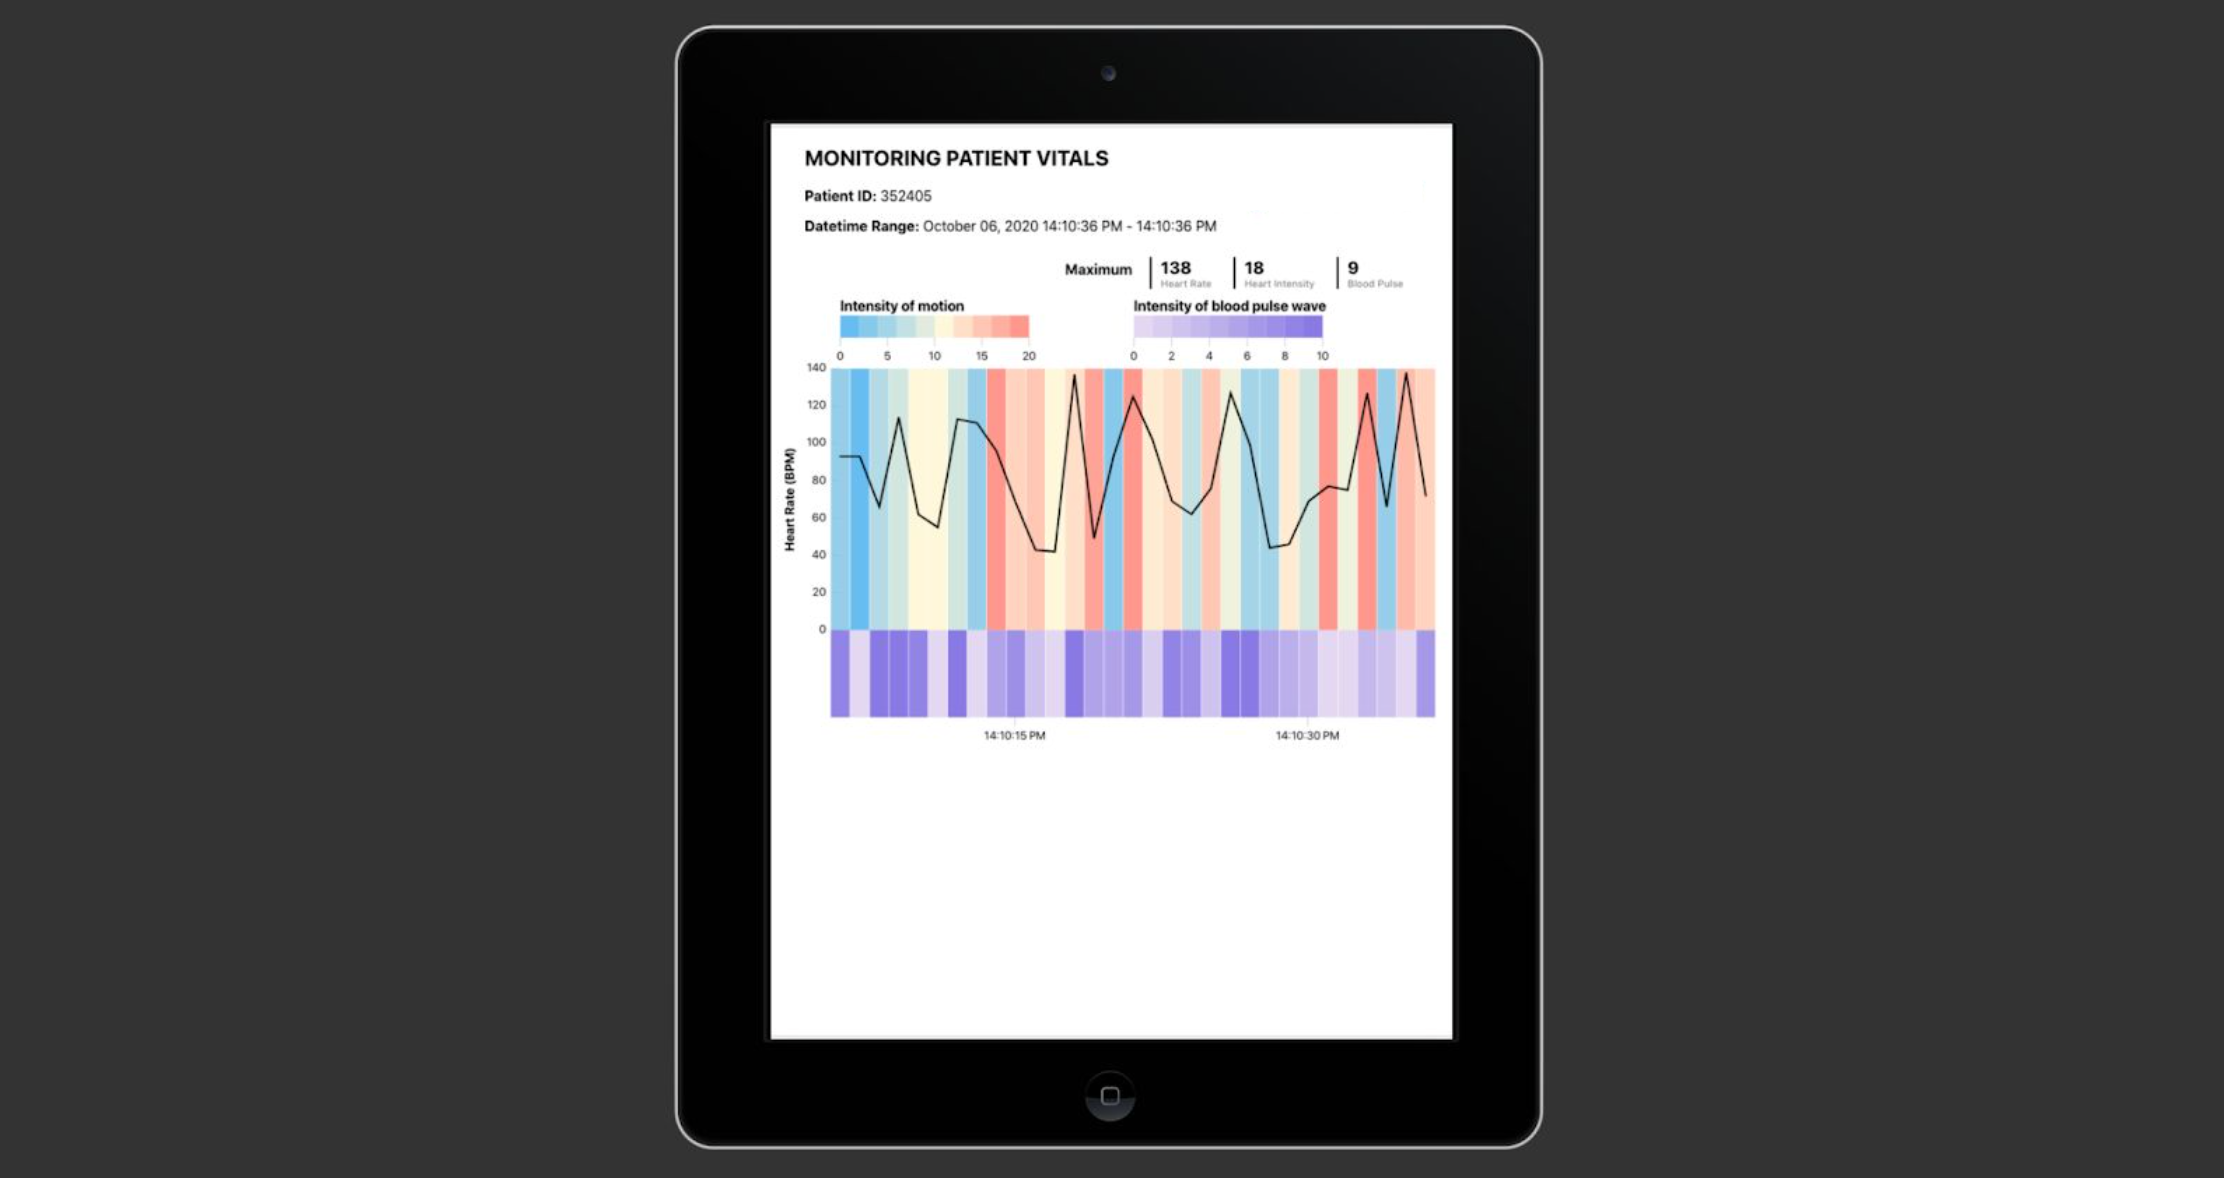 MONITORING PATIENT VITALS
Patient ID: 352405
Datetime Range: October 06, 2020 14:10:36 PM - 14:10:36 PM
Maximum 138 18 9
Heart Rate Heart Intensity Blood Pulse
Intensity of motion
0 5 10 15 20
Intensity of blood pulse wave
0 2 4 6 8 10
Heart Rate (BPM)
140
120
100
80
60
40
20
0
14:10:15 PM 14:10:30 PM